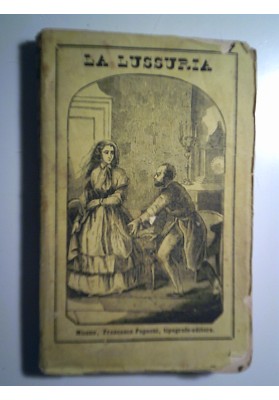 LA LUSSURIA
Milano, Francesco Pagnoni, tipografo-editore.